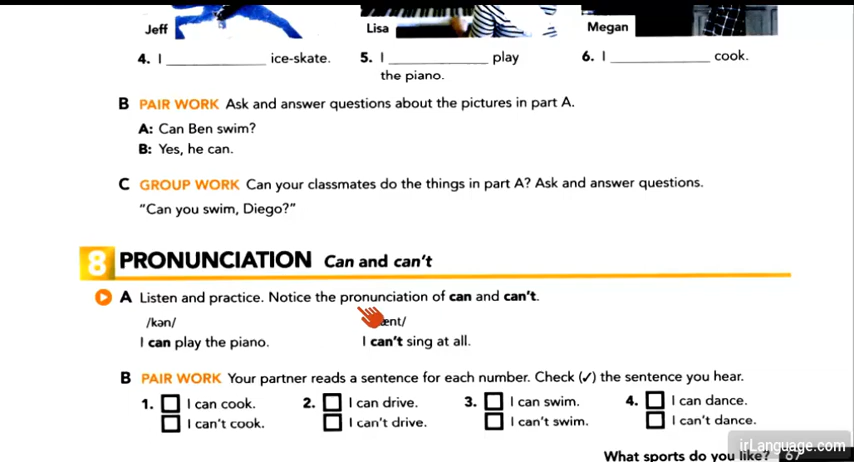 Jeff Lisa Megan
4. I ____________ ice-skate. 5. I ____________ play 6. I ____________ cook.
the piano.
B PAIR WORK Ask and answer questions about the pictures in part A.
A: Can Ben swim?
B: Yes, he can.
C GROUP WORK Can your classmates do the things in part A? Ask and answer questions.
"Can you swim, Diego?"
8 PRONUNCIATION Can and can't
A Listen and practice. Notice the pronunciation of can and can't.
/kən/ ænt/
I can play the piano. I can't sing at all.
B PAIR WORK Your partner reads a sentence for each number. Check (✓) the sentence you hear.
1. I can cook. 2. I can drive. 3. I can swim. 4. I can dance.
I can't cook. I can't drive. I can't swim. I can't dance.
irLanguage.com
What sports do you like? 67